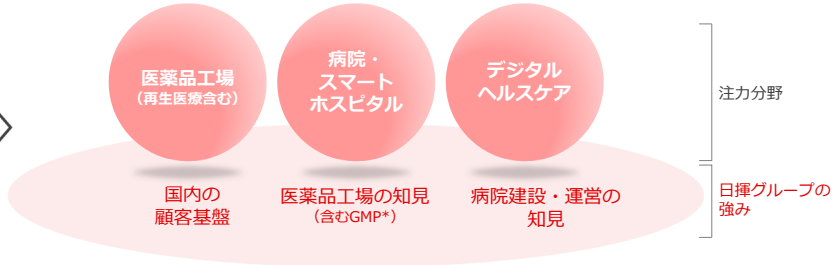 医薬品工場
（再生医療含む）
病院・
スマート
ホスピタル
デジタル
ヘルスケア
注力分野
国内の
顧客基盤
医薬品工場の知見
（含むGMP*）
病院建設・運営の
知見
日揮グループの
強み